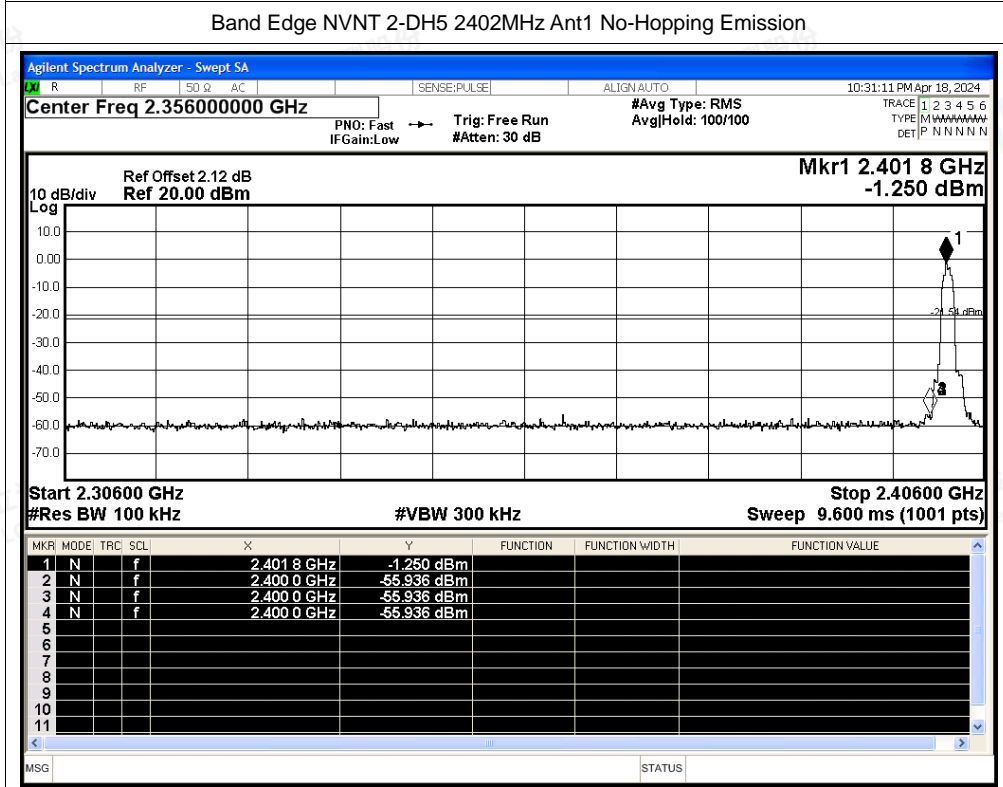 Band Edge NVNT 2-DH5 2402MHz Ant1 No-Hopping Emission
Agilent Spectrum Analyzer - Swept SA
LXI R RF 50 Ω AC SENSE:PULSE ALIGN AUTO 10:31:11 PM Apr 18, 2024
Center Freq 2.356000000 GHz #Avg Type: RMS TRACE 1 2 3 4 5 6
PNO: Fast Trig: Free Run Avg|Hold: 100/100 TYPE M WWWWW
IFGain:Low #Atten: 30 dB DET P N N N N N
Mkr1 2.401 8 GHz
Ref Offset 2.12 dB
10 dB/div Ref 20.00 dBm -1.250 dBm
Log
10.0
1
0.00
-10.0
-20.0
-21.54 dBm
-30.0
-40.0
-50.0
-60.0
-70.0
Start 2.30600 GHz Stop 2.40600 GHz
#Res BW 100 kHz #VBW 300 kHz Sweep 9.600 ms (1001 pts)
MKR MODE TRC SCL X Y FUNCTION FUNCTION WIDTH FUNCTION VALUE
1 N f 2.401 8 GHz -1.250 dBm
2 N f 2.400 0 GHz -55.936 dBm
3 N f 2.400 0 GHz -55.936 dBm
4 N f 2.400 0 GHz -55.936 dBm
5
6
7
8
9
10
11
MSG STATUS